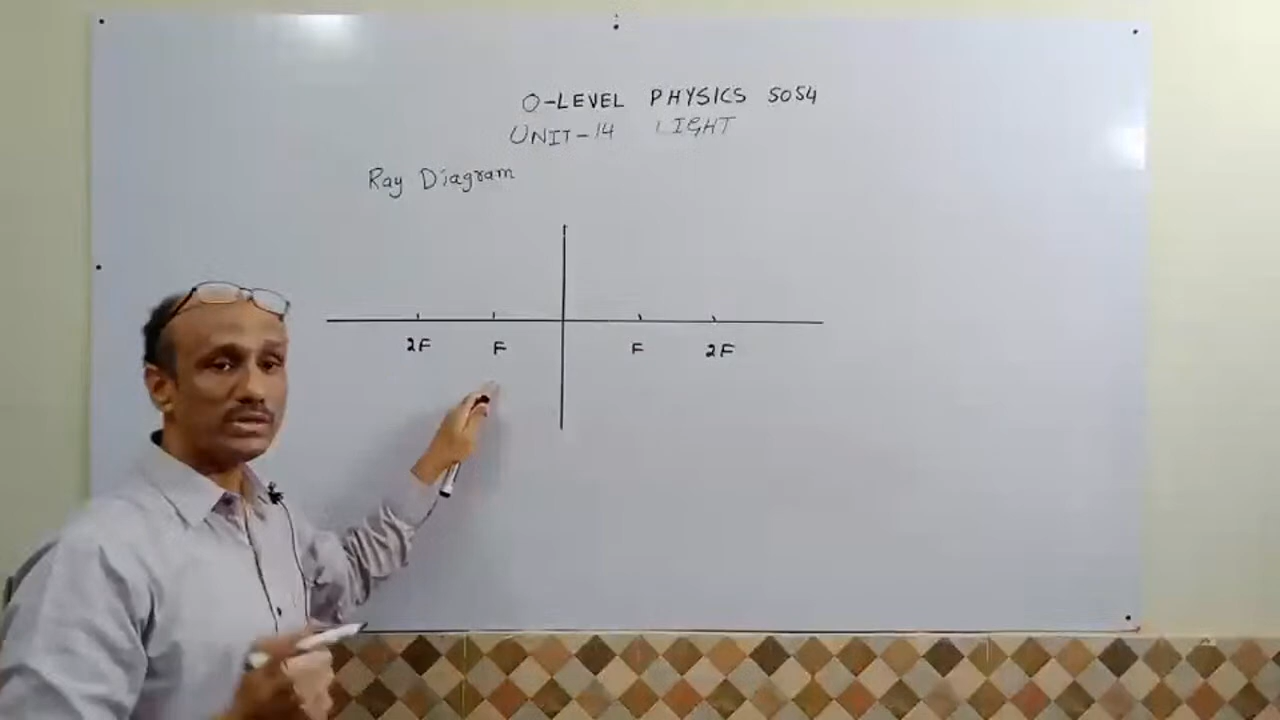 O-LEVEL PHYSICS 5054
UNIT-14 LIGHT
Ray Diagram
2F F F 2F